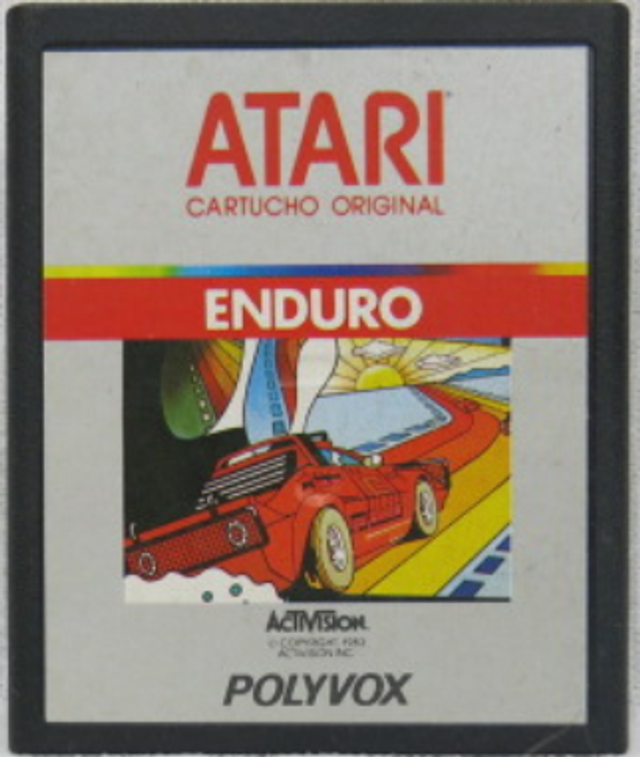 ATARI
CARTUCHO ORIGINAL
ENDURO
ACTIVISION.
© COPYRIGHT 1983
ACTIVISION INC.
POLYVOX